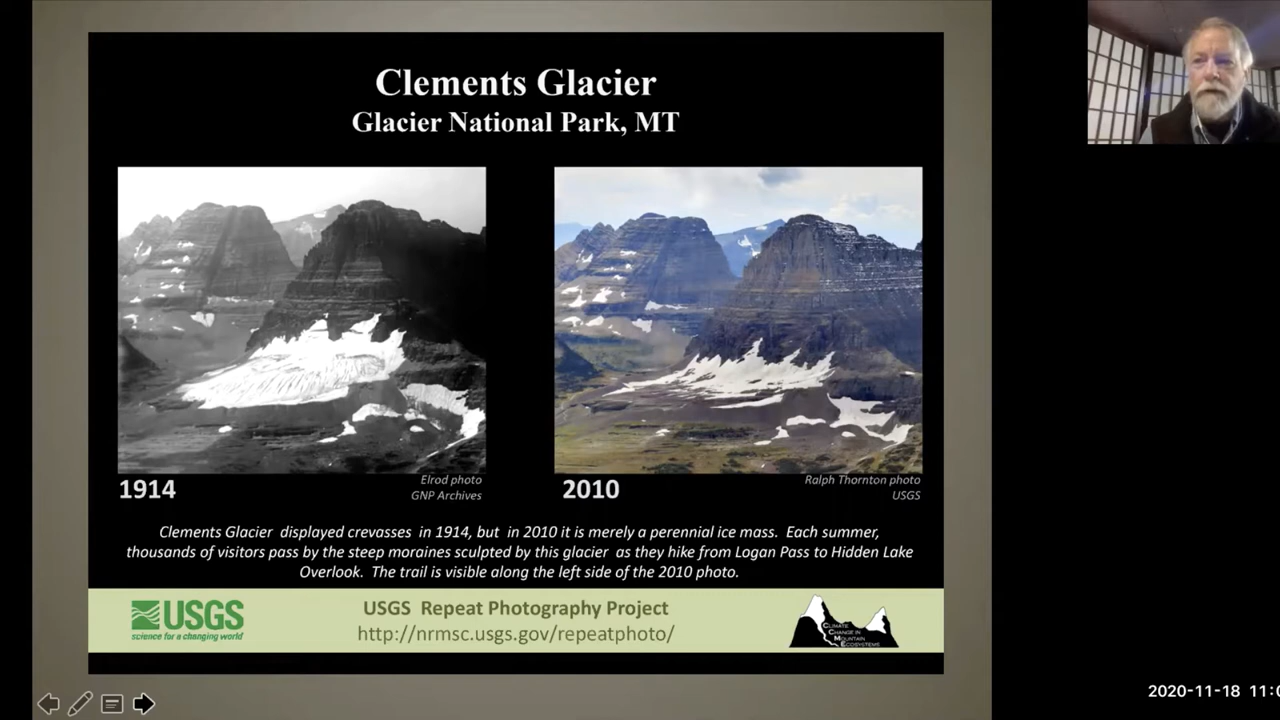 Clements Glacier
Glacier National Park, MT
1914
Elrod photo
GNP Archives
2010
Ralph Thornton photo
USGS
Clements Glacier displayed crevasses in 1914, but in 2010 it is merely a perennial ice mass. Each summer,
thousands of visitors pass by the steep moraines sculpted by this glacier as they hike from Logan Pass to Hidden Lake
Overlook. The trail is visible along the left side of the 2010 photo.
USGS
science for a changing world
USGS Repeat Photography Project
http://nrmsc.usgs.gov/repeatphoto/
CLIMATE
CHANGE IN
MOUNTAIN
ECOSYSTEMS
2020-11-18 11:0